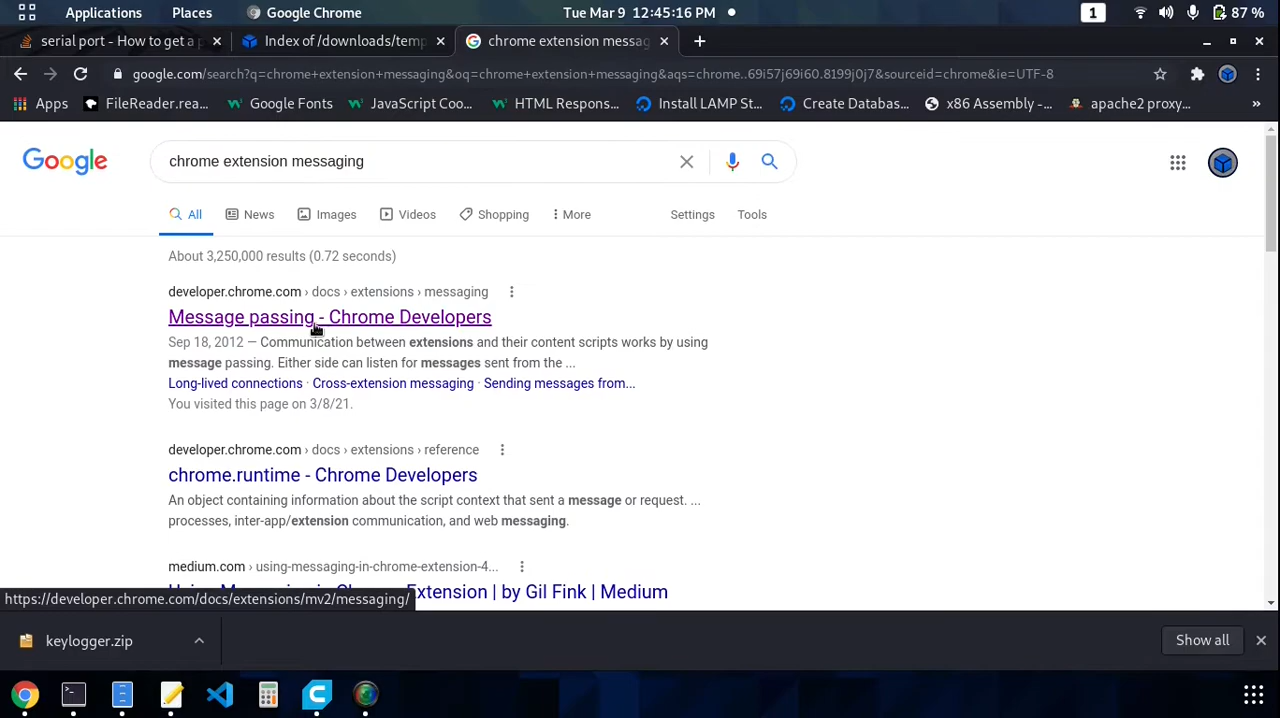 Applications
Places
Google Chrome
Tue Mar 9 12:45:16 PM
1
87 %
serial port - How to get a p
Index of /downloads/temp
chrome extension messag
google.com/search?q=chrome+extension+messaging&oq=chrome+extension+messaging&aqs=chrome..69i57j69i60.8199j0j7&sourceid=chrome&ie=UTF-8
Apps
FileReader.rea...
Google Fonts
JavaScript Coo...
HTML Respons...
Install LAMP St...
Create Databas...
x86 Assembly -...
apache2 proxy...
»
Google
chrome extension messaging
All
News
Images
Videos
Shopping
More
Settings
Tools
About 3,250,000 results (0.72 seconds)
developer.chrome.com › docs › extensions › messaging
Message passing - Chrome Developers
Sep 18, 2012 — Communication between extensions and their content scripts works by using
message passing. Either side can listen for messages sent from the ...
Long-lived connections · Cross-extension messaging · Sending messages from...
You visited this page on 3/8/21.
developer.chrome.com › docs › extensions › reference
chrome.runtime - Chrome Developers
An object containing information about the script context that sent a message or request. ...
processes, inter-app/extension communication, and web messaging.
medium.com › using-messaging-in-chrome-extension-4...
Using Messaging in Chrome Extension | by Gil Fink | Medium
https://developer.chrome.com/docs/extensions/mv2/messaging/
keylogger.zip
Show all